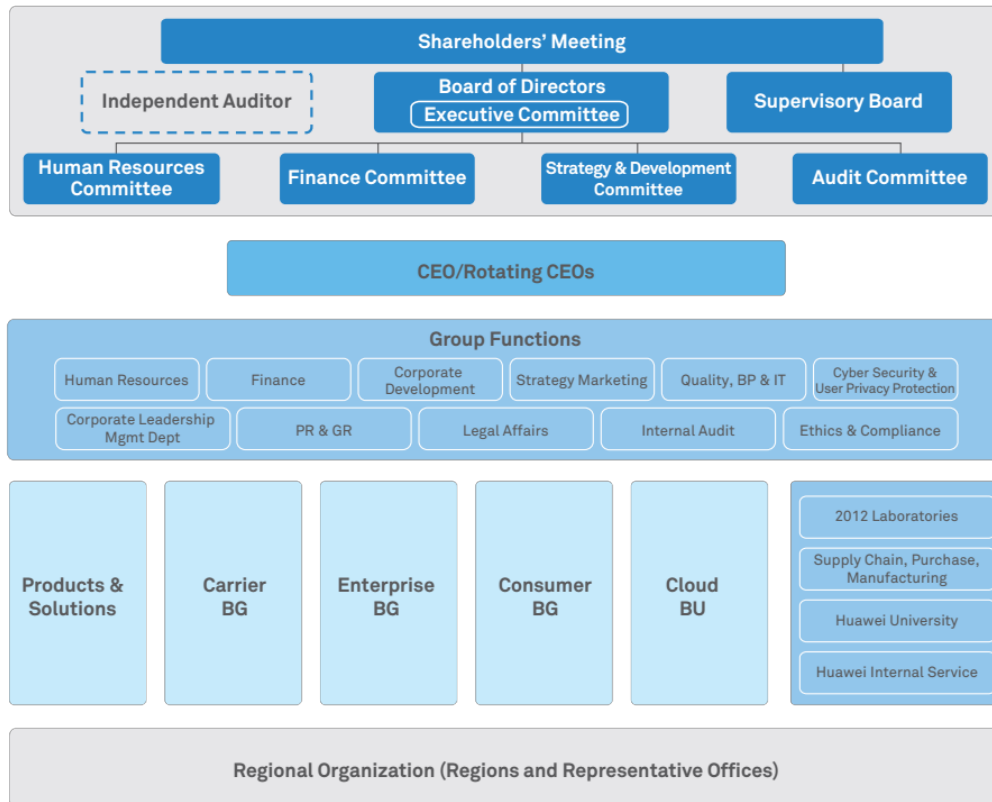 Shareholders' Meeting
Independent Auditor
Board of Directors
Executive Committee
Supervisory Board
Human Resources
Committee
Finance Committee
Strategy & Development
Committee
Audit Committee
CEO/Rotating CEOs
Group Functions
Human Resources
Finance
Corporate
Development
Strategy Marketing
Quality, BP & IT
Cyber Security &
User Privacy Protection
Corporate Leadership
Mgmt Dept
PR & GR
Legal Affairs
Internal Audit
Ethics & Compliance
Products &
Solutions
Carrier
BG
Enterprise
BG
Consumer
BG
Cloud
BU
2012 Laboratories
Supply Chain, Purchase,
Manufacturing
Huawei University
Huawei Internal Service
Regional Organization (Regions and Representative Offices)